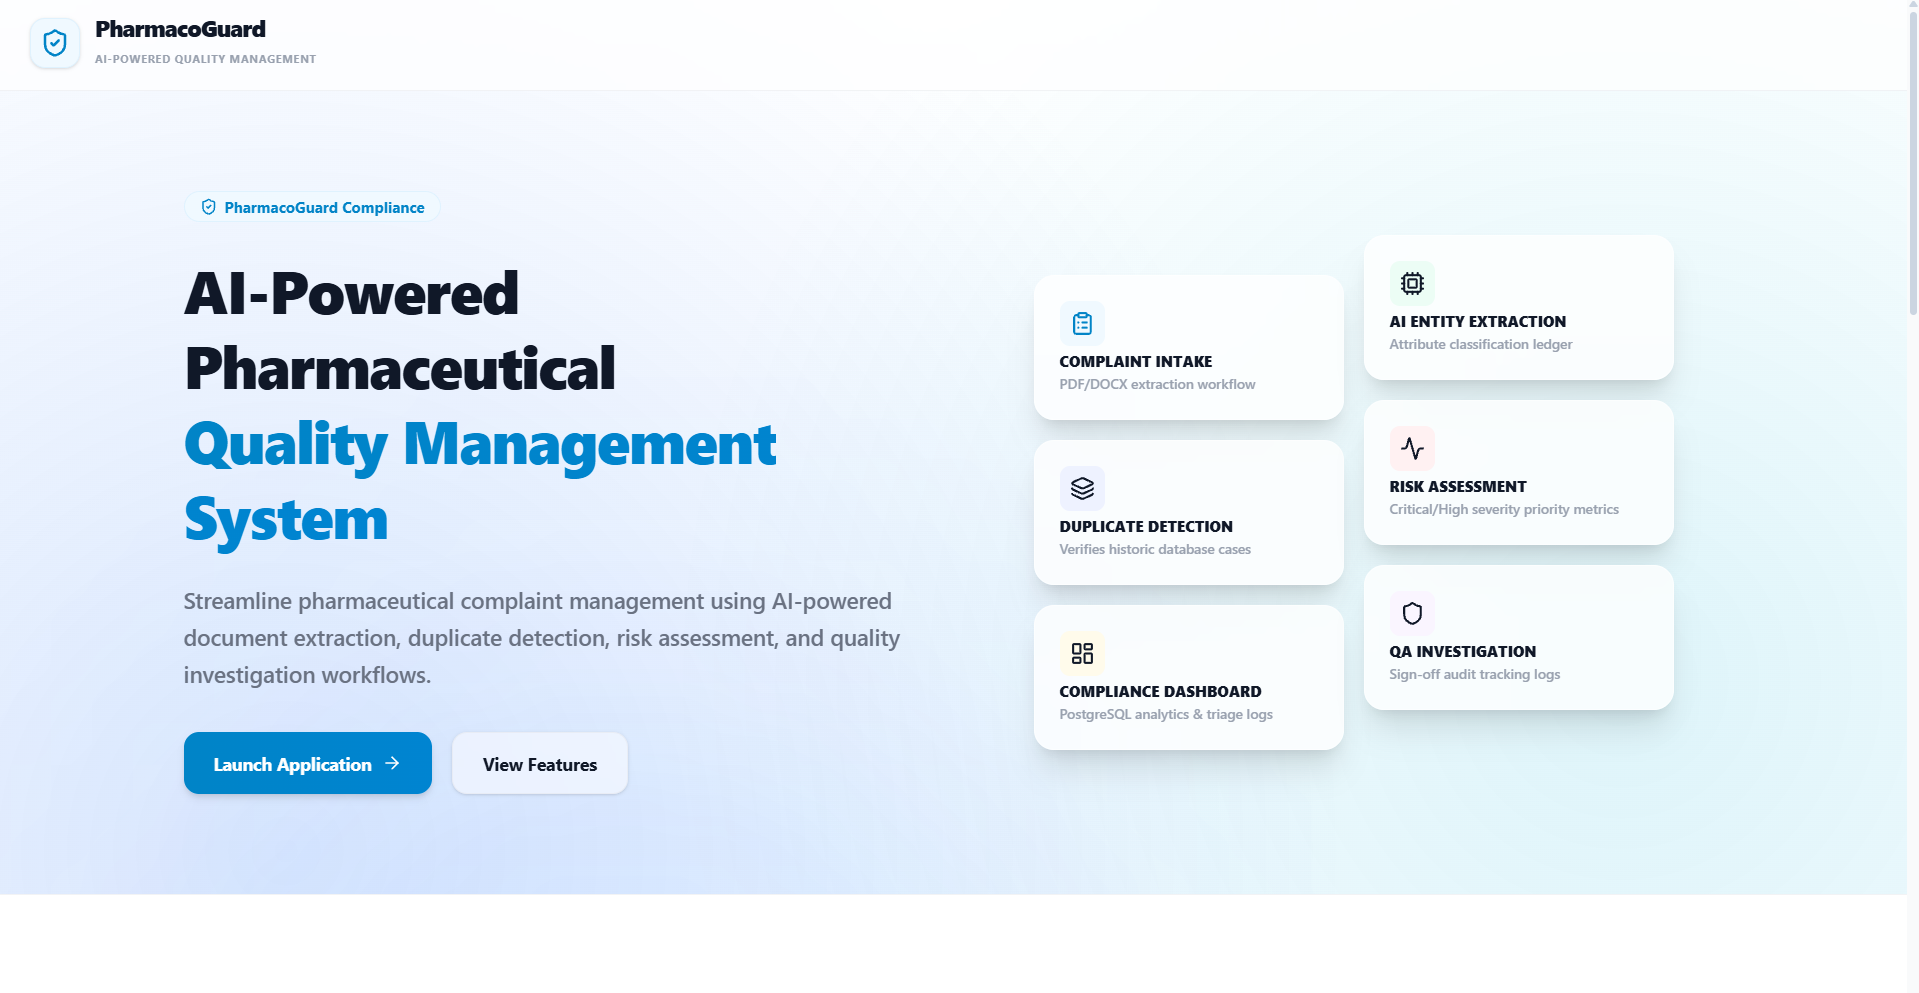 PharmacoGuard
AI-POWERED QUALITY MANAGEMENT
PharmacoGuard Compliance
AI-Powered
Pharmaceutical
Quality Management
System
Streamline pharmaceutical complaint management using AI-powered
document extraction, duplicate detection, risk assessment, and quality
investigation workflows.
Launch Application
View Features
COMPLAINT INTAKE
PDF/DOCX extraction workflow
DUPLICATE DETECTION
Verifies historic database cases
COMPLIANCE DASHBOARD
PostgreSQL analytics & triage logs
AI ENTITY EXTRACTION
Attribute classification ledger
RISK ASSESSMENT
Critical/High severity priority metrics
QA INVESTIGATION
Sign-off audit tracking logs